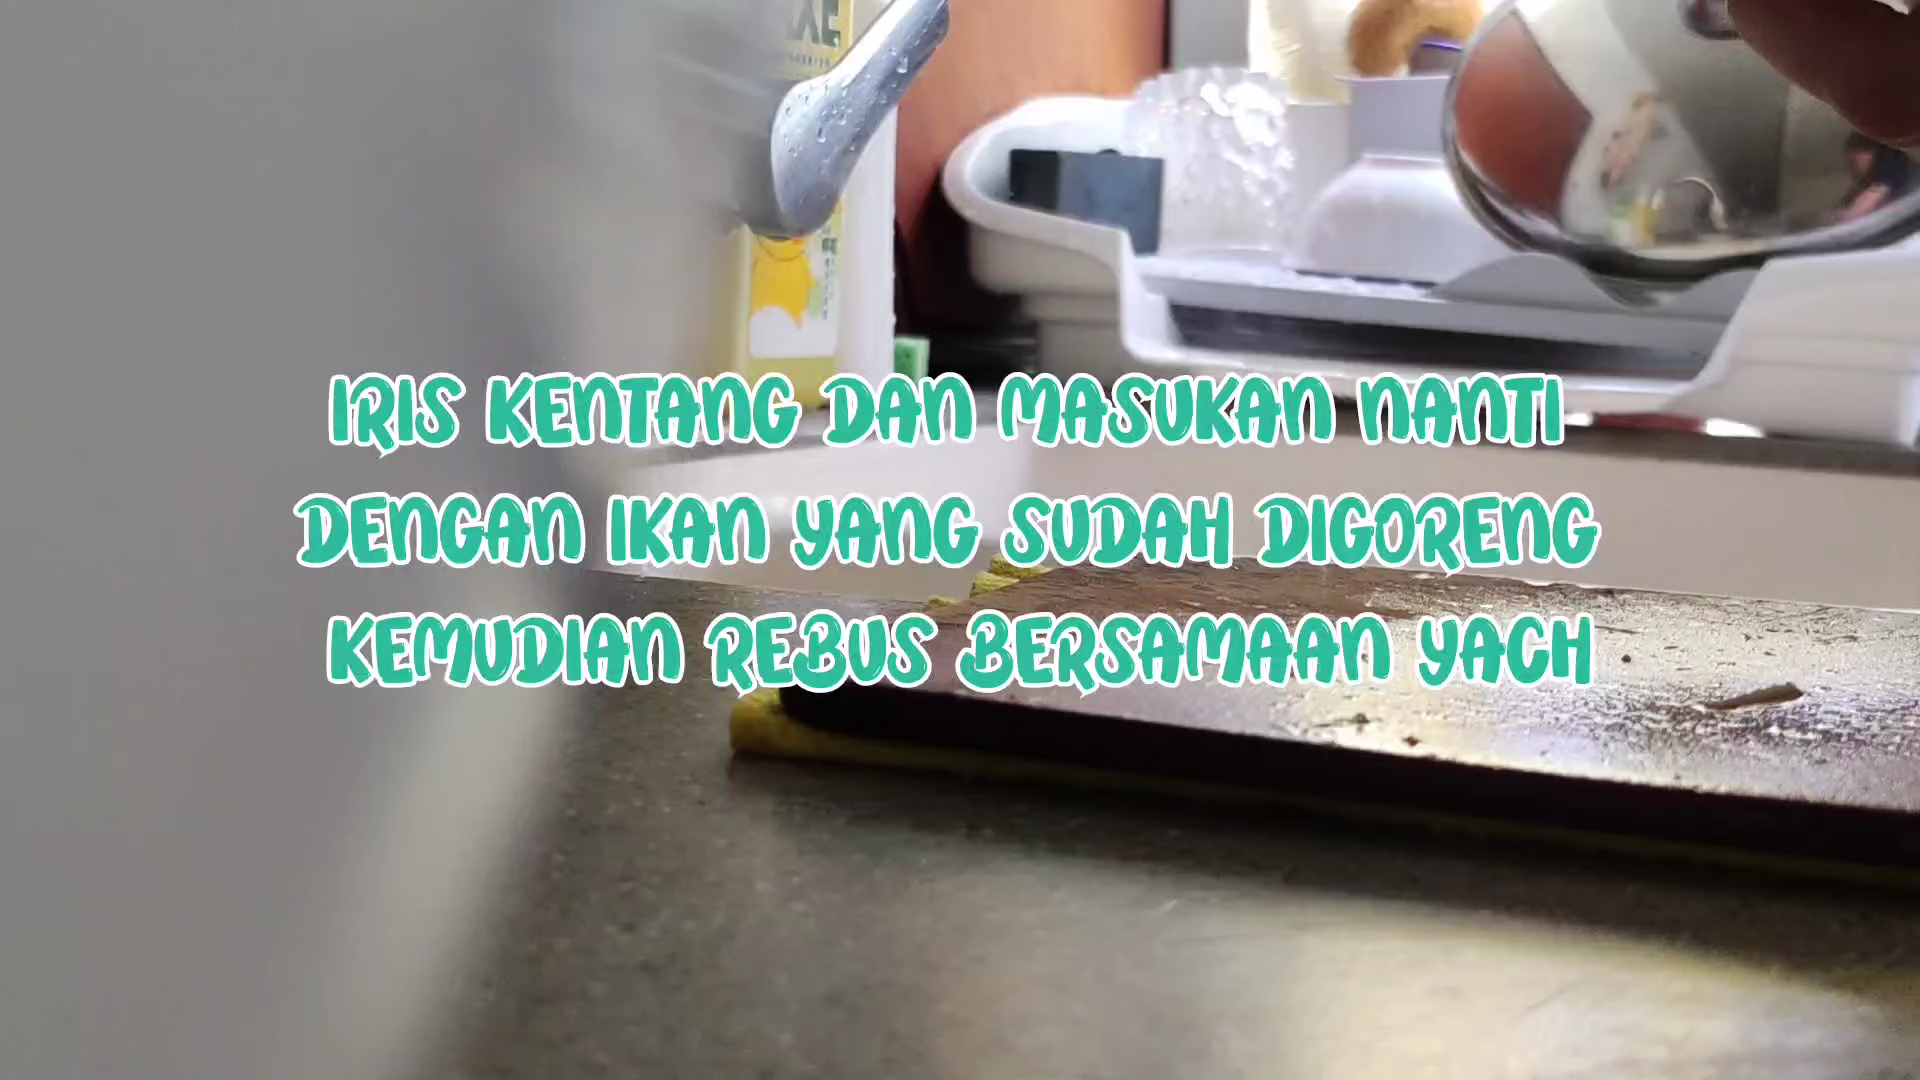 IRIS KENTANG DAN MASUKAN NANTI
DENGAN IKAN YANG SUDAH DIGORENG
KEMUDIAN REBUS BERSAMAAN YACH